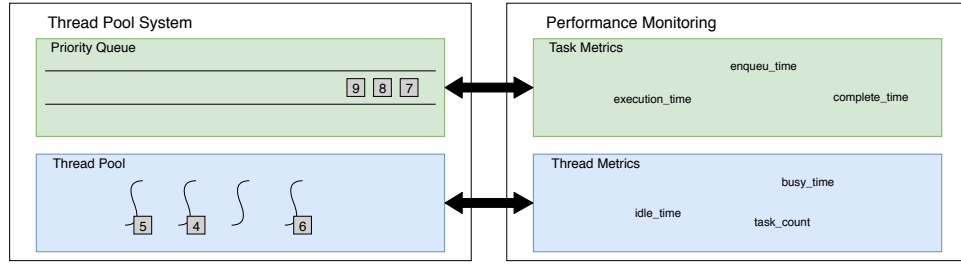 Thread Pool System
Priority Queue
9 8 7
Thread Pool
5 4 6
Performance Monitoring
Task Metrics
enqueu_time
execution_time
complete_time
Thread Metrics
busy_time
idle_time
task_count